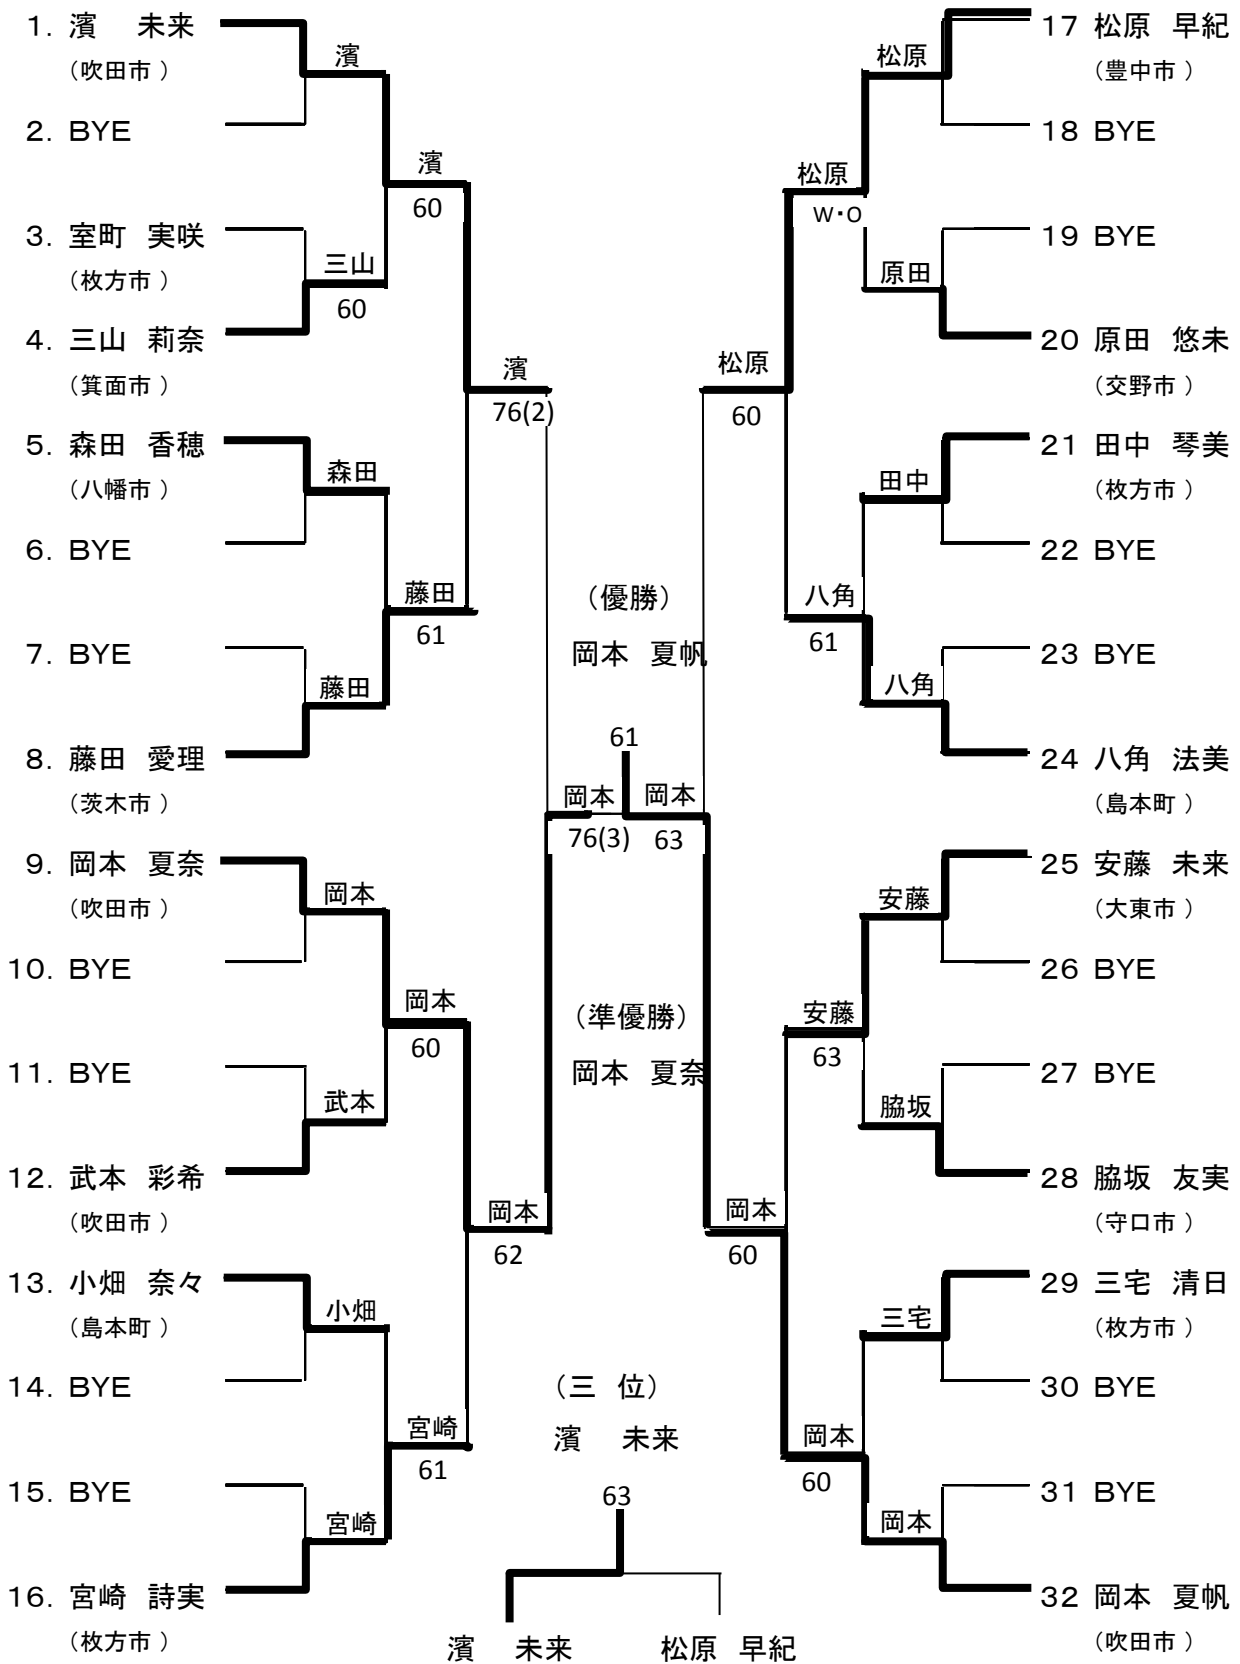 1. 濱　未来
（吹田市）
濱
2. BYE
濱
60
3. 室町　実咲
（枚方市）
三山
60
4. 三山　莉奈
（箕面市）
濱
76(2)
5. 森田　香穂
（八幡市）
森田
6. BYE
藤田
61
7. BYE
藤田
8. 藤田　愛理
（茨木市）
岡本
76(3)
9. 岡本　夏奈
（吹田市）
岡本
10. BYE
岡本
60
11. BYE
武本
12. 武本　彩希
（吹田市）
岡本
62
13. 小畑　奈々
（島本町）
小畑
14. BYE
宮崎
61
15. BYE
宮崎
16. 宮崎　詩実
（枚方市）
（優勝）
岡本　夏帆
61
（準優勝）
岡本　夏奈
（三　位）
濱　未来
63
濱　未来
松原　早紀
17 松原　早紀
（豊中市）
松原
18 BYE
松原
W・O
19 BYE
原田
20 原田　悠未
（交野市）
松原
60
21 田中　琴美
（枚方市）
田中
22 BYE
八角
61
23 BYE
八角
24 八角　法美
（島本町）
岡本
63
25 安藤　未来
（大東市）
安藤
26 BYE
安藤
63
27 BYE
脇坂
28 脇坂　友実
（守口市）
岡本
60
29 三宅　清日
（枚方市）
三宅
30 BYE
岡本
60
31 BYE
岡本
32 岡本　夏帆
（吹田市）